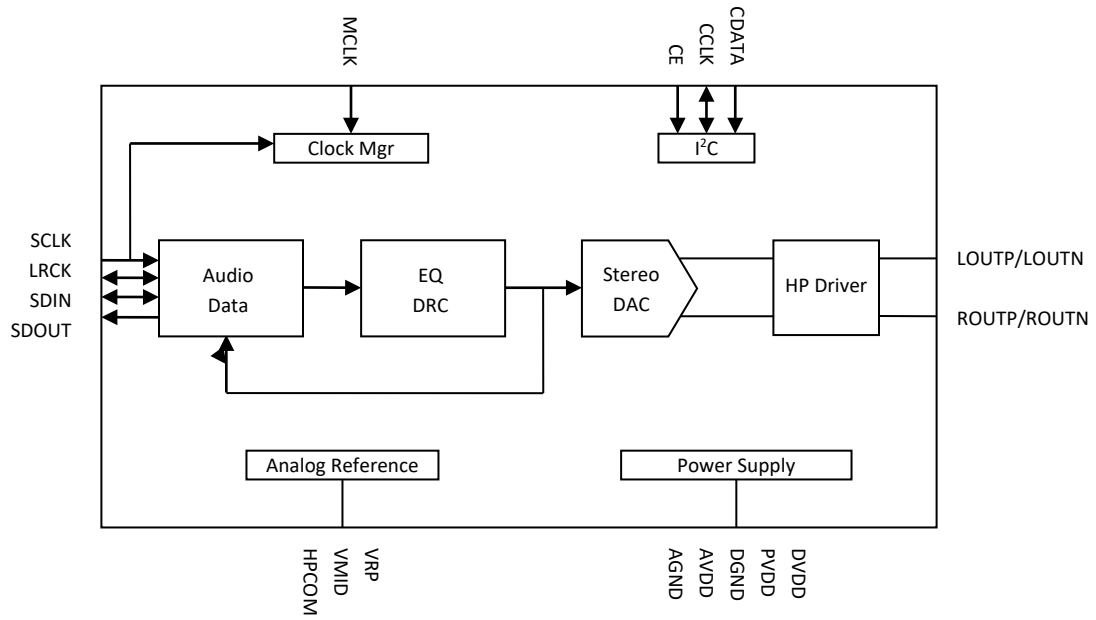 MCLK
CE
CCLK
CDATA
Clock Mgr
I²C
SCLK
LRCK
SDIN
SDOUT
Audio
Data
EQ
DRC
Stereo
DAC
HP Driver
LOUTP/LOUTN
ROUTP/ROUTN
Analog Reference
Power Supply
HPCOM
VMID
VRP
AGND
AVDD
DGND
PVDD
DVDD